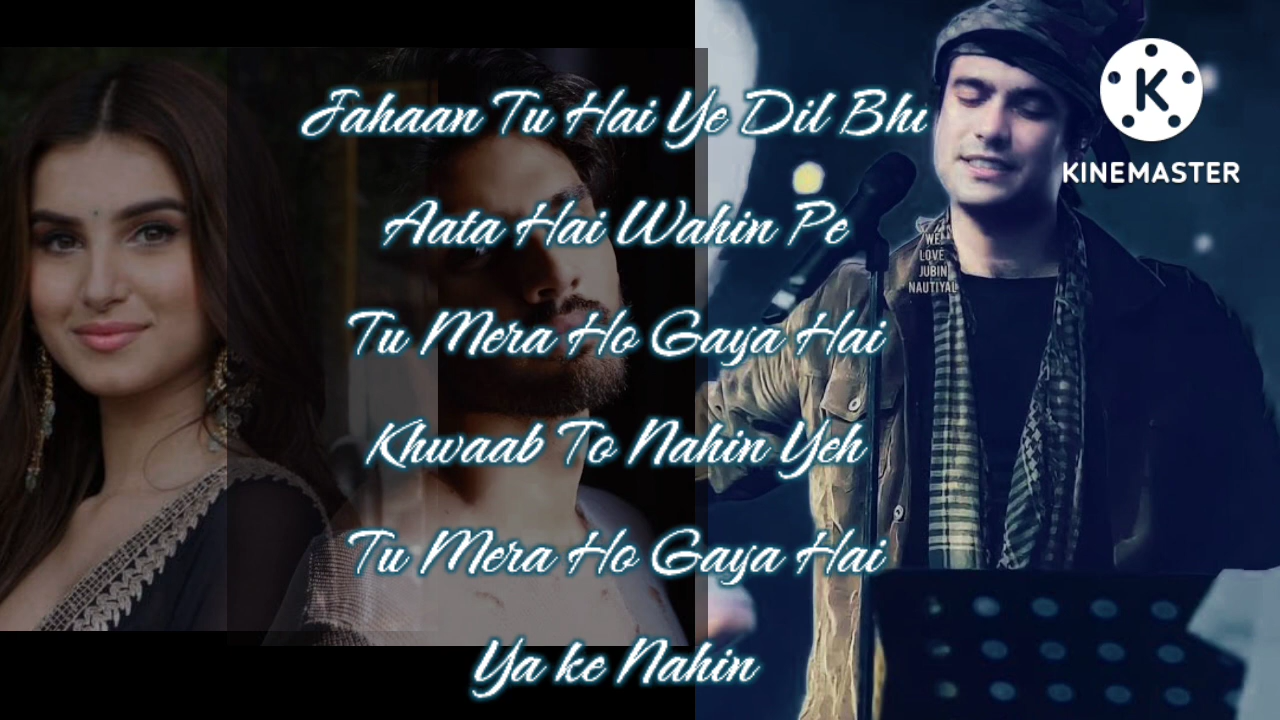 Jahaan Tu Hai Ye Dil Bhi
Aata Hai Wahin Pe
Tu Mera Ho Gaya Hai
Khwaab To Nahin Yeh
Tu Mera Ho Gaya Hai
Ya ke Nahin
K
KINEMASTER
WE
LOVE
JUBIN
NAUTIYAL